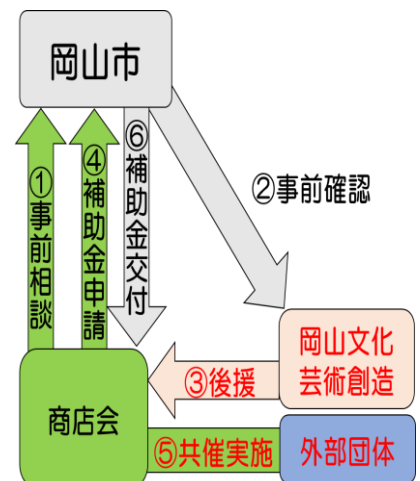 岡山市
①事前相談
④補助金申請
⑥補助金交付
②事前確認
岡山文化
芸術創造
③後援
商店会
⑤共催実施
外部団体